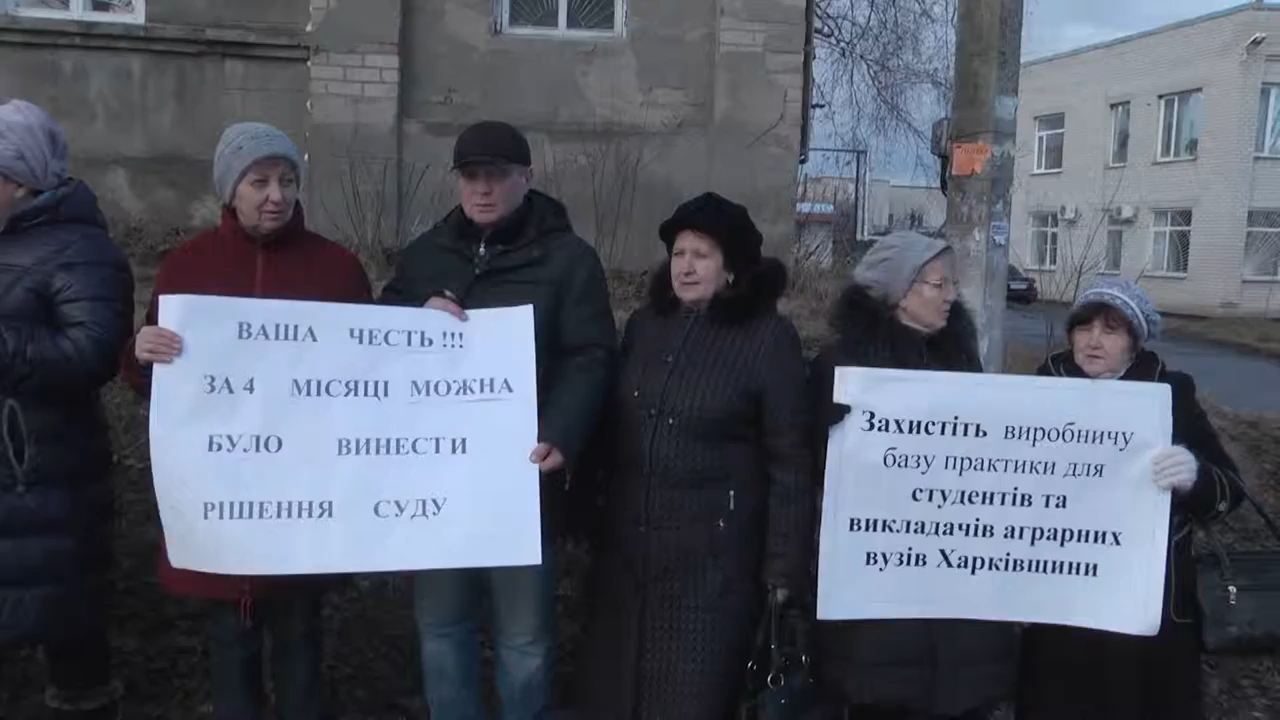 ВАША ЧЕСТЬ !!!
ЗА 4 МІСЯЦІ МОЖНА
БУЛО ВИНЕСТИ
РІШЕННЯ СУДУ
Захистіть виробничу
базу практики для
студентів та
викладачів аграрних
вузів Харківщини